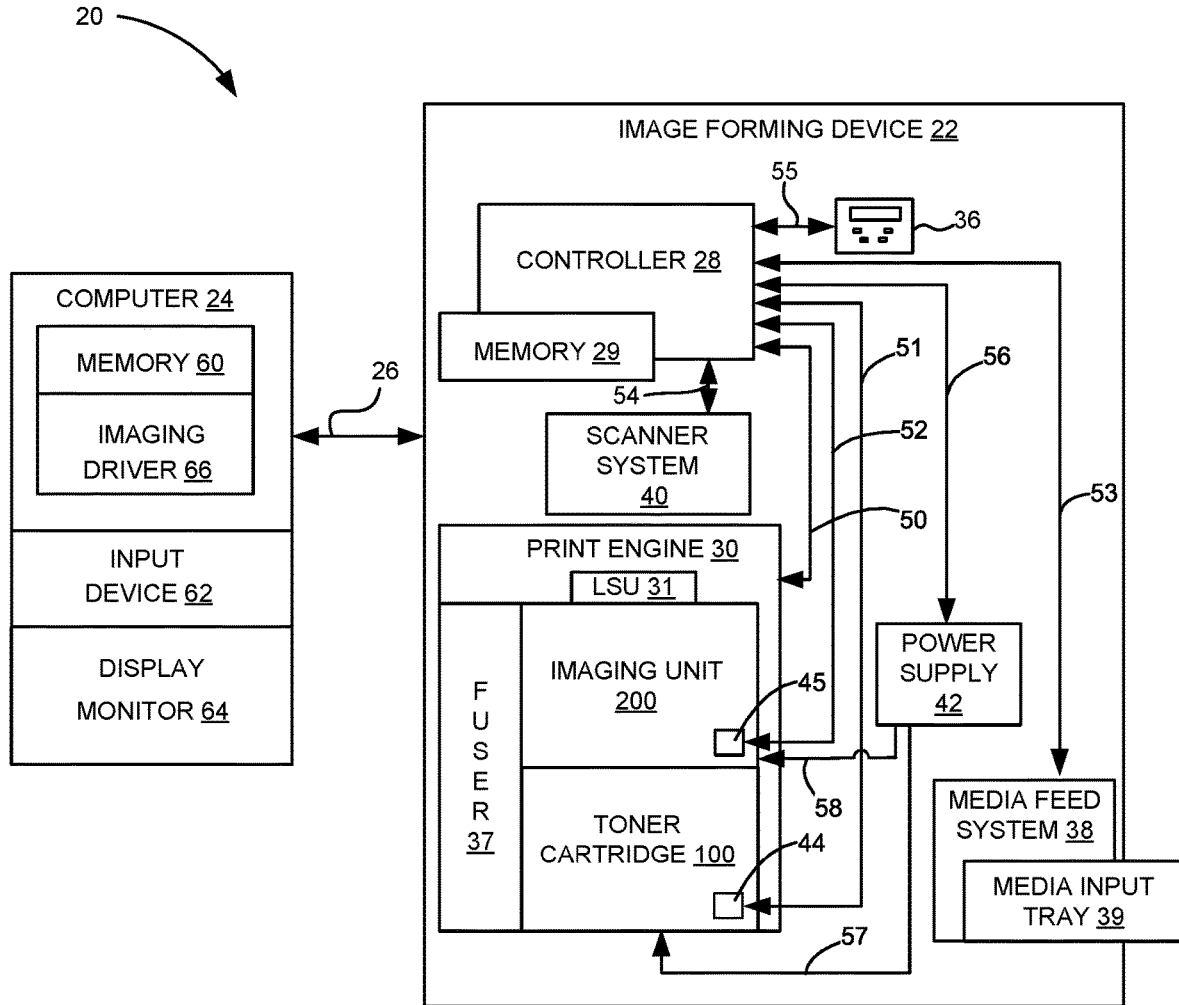 20
IMAGE FORMING DEVICE 22
55
36
CONTROLLER 28
MEMORY 29
COMPUTER 24
MEMORY 60
IMAGING
DRIVER 66
INPUT
DEVICE 62
DISPLAY
MONITOR 64
26
54
SCANNER
SYSTEM
40
51
56
52
50
53
PRINT ENGINE 30
LSU 31
FUSER
37
IMAGING UNIT
200
45
POWER
SUPPLY
42
58
TONER
CARTRIDGE 100
44
MEDIA FEED
SYSTEM 38
MEDIA INPUT
TRAY 39
57